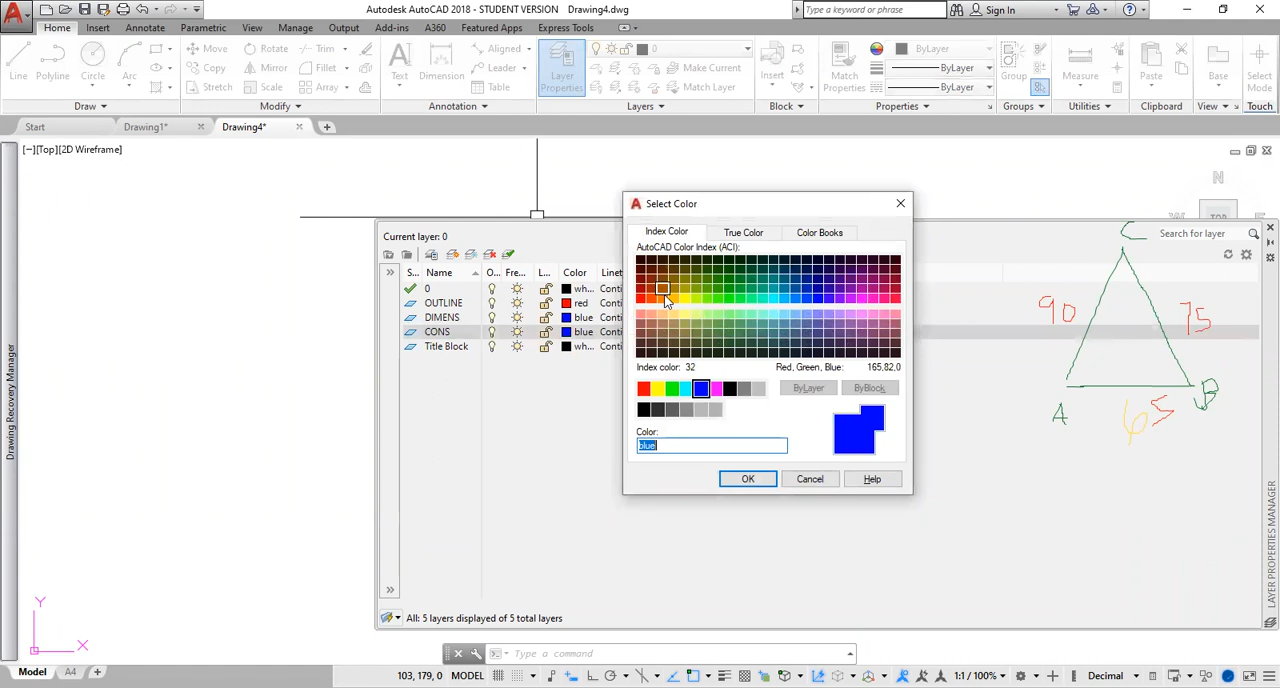 Autodesk AutoCAD 2018 - STUDENT VERSION Drawing4.dwg
Type a keyword or phrase
Sign In
Home Insert Annotate Parametric View Manage Output Add-ins A360 Featured Apps Express Tools
Line Polyline Circle Arc
Move Rotate Trim
Copy Mirror Fillet
Stretch Scale Array
Text Dimension
Aligned
Leader
Table
Layer Properties
0
Make Current
Match Layer
Insert
Match Properties
ByLayer
ByLayer
ByLayer
Group Measure Paste Base Select Mode
Draw Modify Annotation Layers Block Properties Groups Utilities Clipboard View Touch
Start Drawing1* Drawing4*
[−][Top][2D Wireframe]
N
W
TOP
Current layer: 0
Search for layer
S... Name O.. Fre... L... Color Linet
0 wh... Conti
OUTLINE red Conti
DIMENS blue Conti
CONS blue Conti
Title Block wh... Conti
All: 5 layers displayed of 5 total layers
Select Color
Index Color True Color Color Books
AutoCAD Color Index (ACI):
Index color: 32 Red, Green, Blue: 165,82,0
ByLayer ByBlock
Color:
blue
OK Cancel Help
C
90 75
A 65 B
Drawing Recovery Manager
LAYER PROPERTIES MANAGER
Y
X
Type a command
Model A4
103, 179, 0 MODEL 1:1 / 100% Decimal